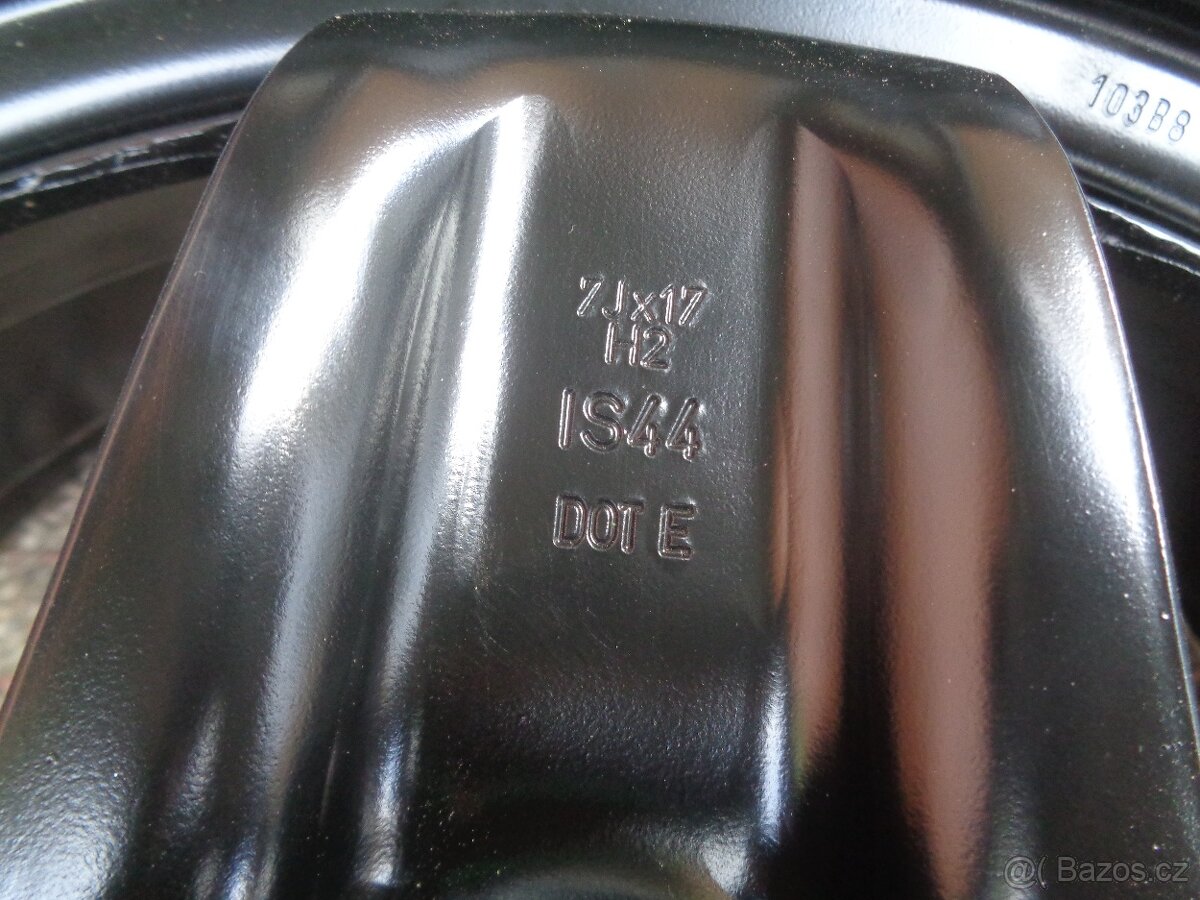 103B8
7Jx17
H2
IS44
DOT E
@( Bazos.cz